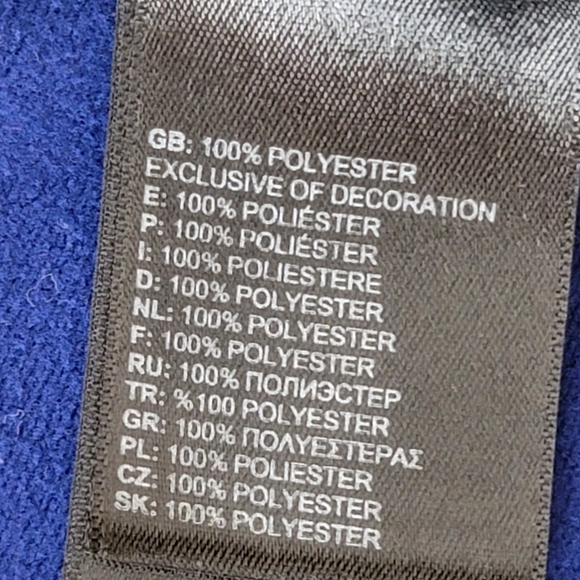 GB: 100% POLYESTER
EXCLUSIVE OF DECORATION
E: 100% POLIÉSTER
P: 100% POLIÉSTER
I: 100% POLIESTERE
D: 100% POLYESTER
NL: 100% POLYESTER
F: 100% POLYESTER
RU: 100% ПОЛИЭСТЕР
TR: %100 POLYESTER
GR: 100% ΠΟΛΥΕΣΤΕΡΑΣ
PL: 100% POLIESTER
CZ: 100% POLYESTER
SK: 100% POLYESTER